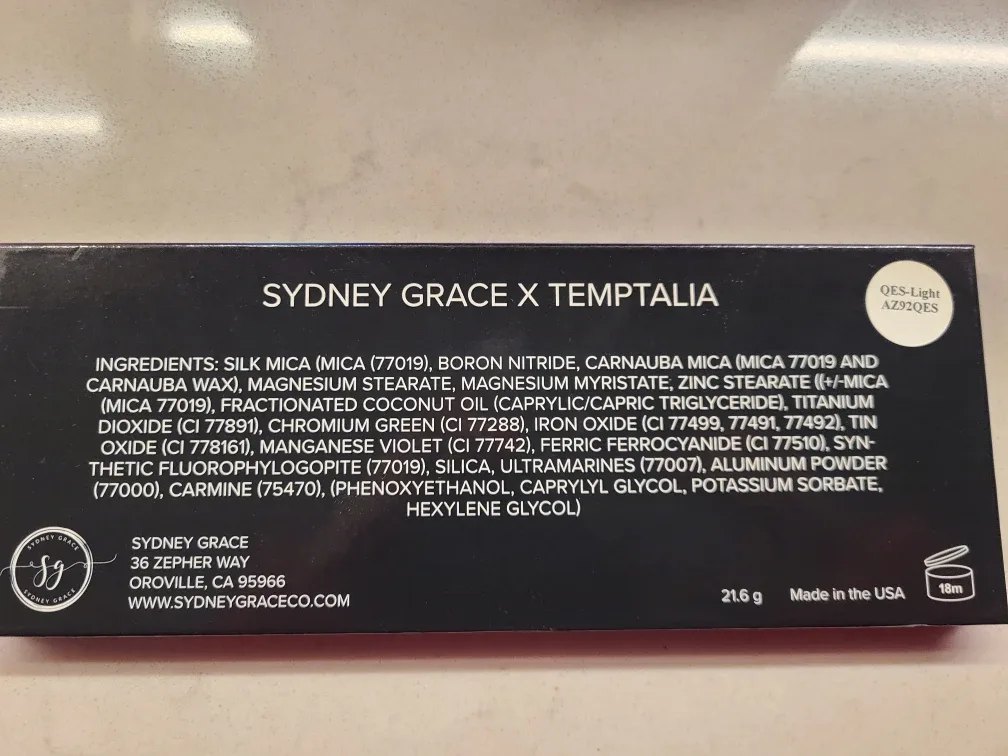 SYDNEY GRACE X TEMPTALIA
QES-Light
AZ92QES
INGREDIENTS: SILK MICA (MICA (77019), BORON NITRIDE, CARNAUBA MICA (MICA 77019 AND
CARNAUBA WAX), MAGNESIUM STEARATE, MAGNESIUM MYRISTATE, ZINC STEARATE ((+/-MICA
(MICA 77019), FRACTIONATED COCONUT OIL (CAPRYLIC/CAPRIC TRIGLYCERIDE), TITANIUM
DIOXIDE (CI 77891), CHROMIUM GREEN (CI 77288), IRON OXIDE (CI 77499, 77491, 77492), TIN
OXIDE (CI 778161), MANGANESE VIOLET (CI 77742), FERRIC FERROCYANIDE (CI 77510), SYN-
THETIC FLUOROPHYLOGOPITE (77019), SILICA, ULTRAMARINES (77007), ALUMINUM POWDER
(77000), CARMINE (75470), (PHENOXYETHANOL, CAPRYLYL GLYCOL, POTASSIUM SORBATE,
HEXYLENE GLYCOL)
SYDNEY GRACE
sg
SYDNEY GRACE
SYDNEY GRACE
36 ZEPHER WAY
OROVILLE, CA 95966
WWW.SYDNEYGRACECO.COM
21.6 g
Made in the USA
18m